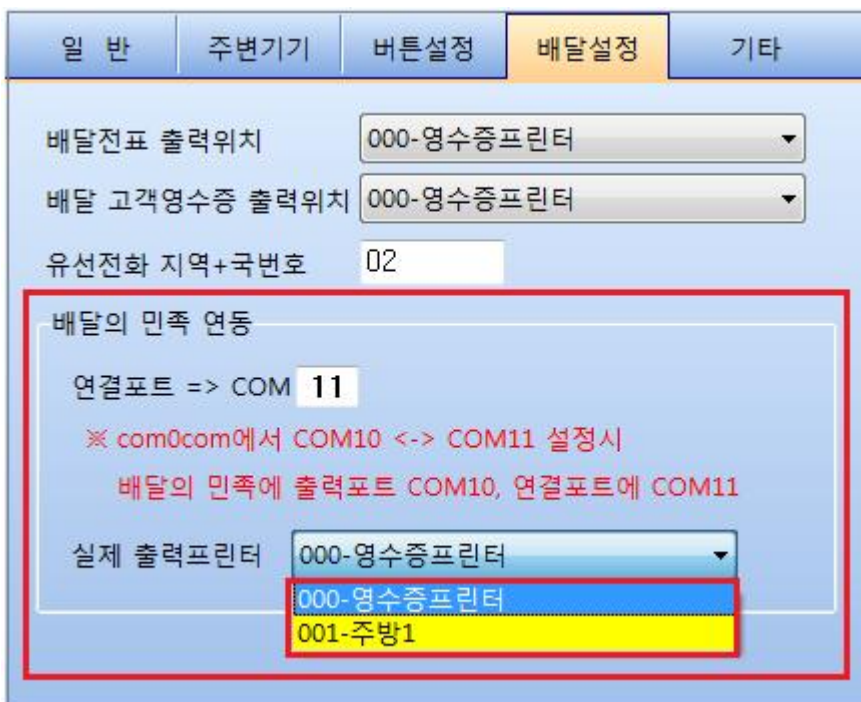 일 반 주변기기 버튼설정 배달설정 기타
배달전표 출력위치 000-영수증프린터
배달 고객영수증 출력위치 000-영수증프린터
유선전화 지역+국번호 02
배달의 민족 연동
연결포트 => COM 11
※ com0com에서 COM10 <-> COM11 설정시
배달의 민족에 출력포트 COM10, 연결포트에 COM11
실제 출력프린터 000-영수증프린터
000-영수증프린터
001-주방1